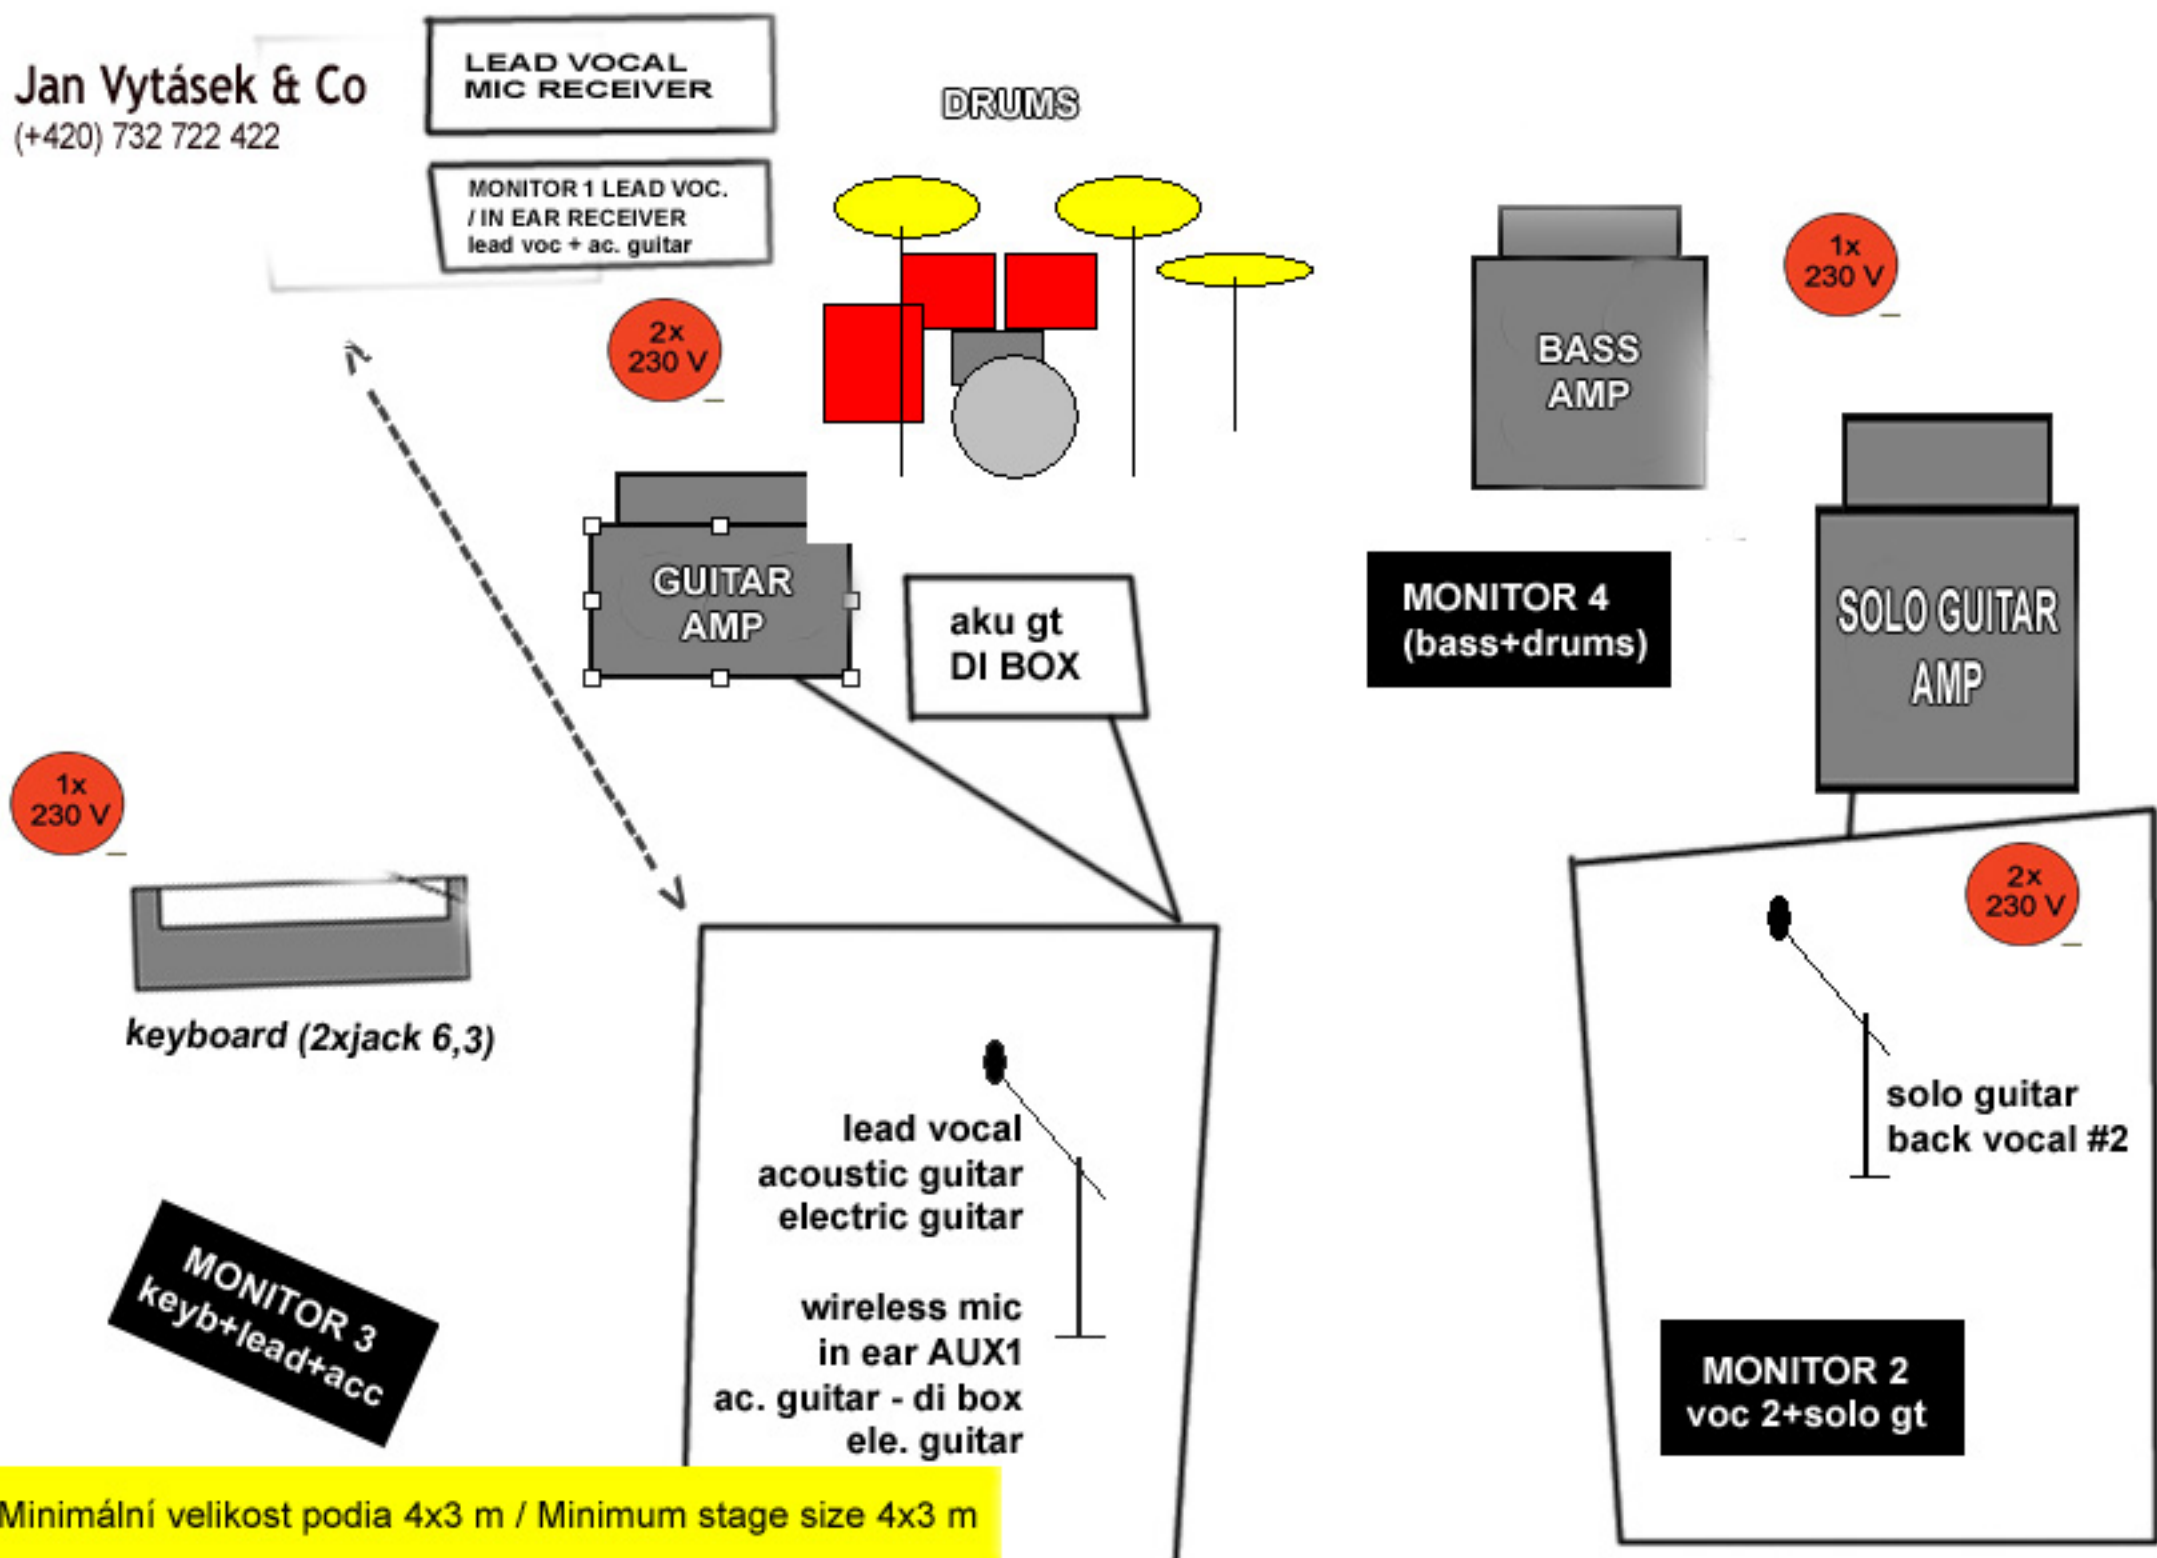 Jan Vytásek & Co
(+420) 732 722 422
LEAD VOCAL
MIC RECEIVER
MONITOR 1 LEAD VOC.
/ IN EAR RECEIVER
lead voc + ac. guitar
DRUMS
2x
230 V
1x
230 V
BASS
AMP
GUITAR
AMP
aku gt
DI BOX
MONITOR 4
(bass+drums)
SOLO GUITAR
AMP
1x
230 V
keyboard (2xjack 6,3)
2x
230 V
lead vocal
acoustic guitar
electric guitar
wireless mic
in ear AUX1
ac. guitar - di box
ele. guitar
solo guitar
back vocal #2
MONITOR 3
keyb+lead+acc
MONITOR 2
voc 2+solo gt
Minimální velikost podia 4x3 m / Minimum stage size 4x3 m